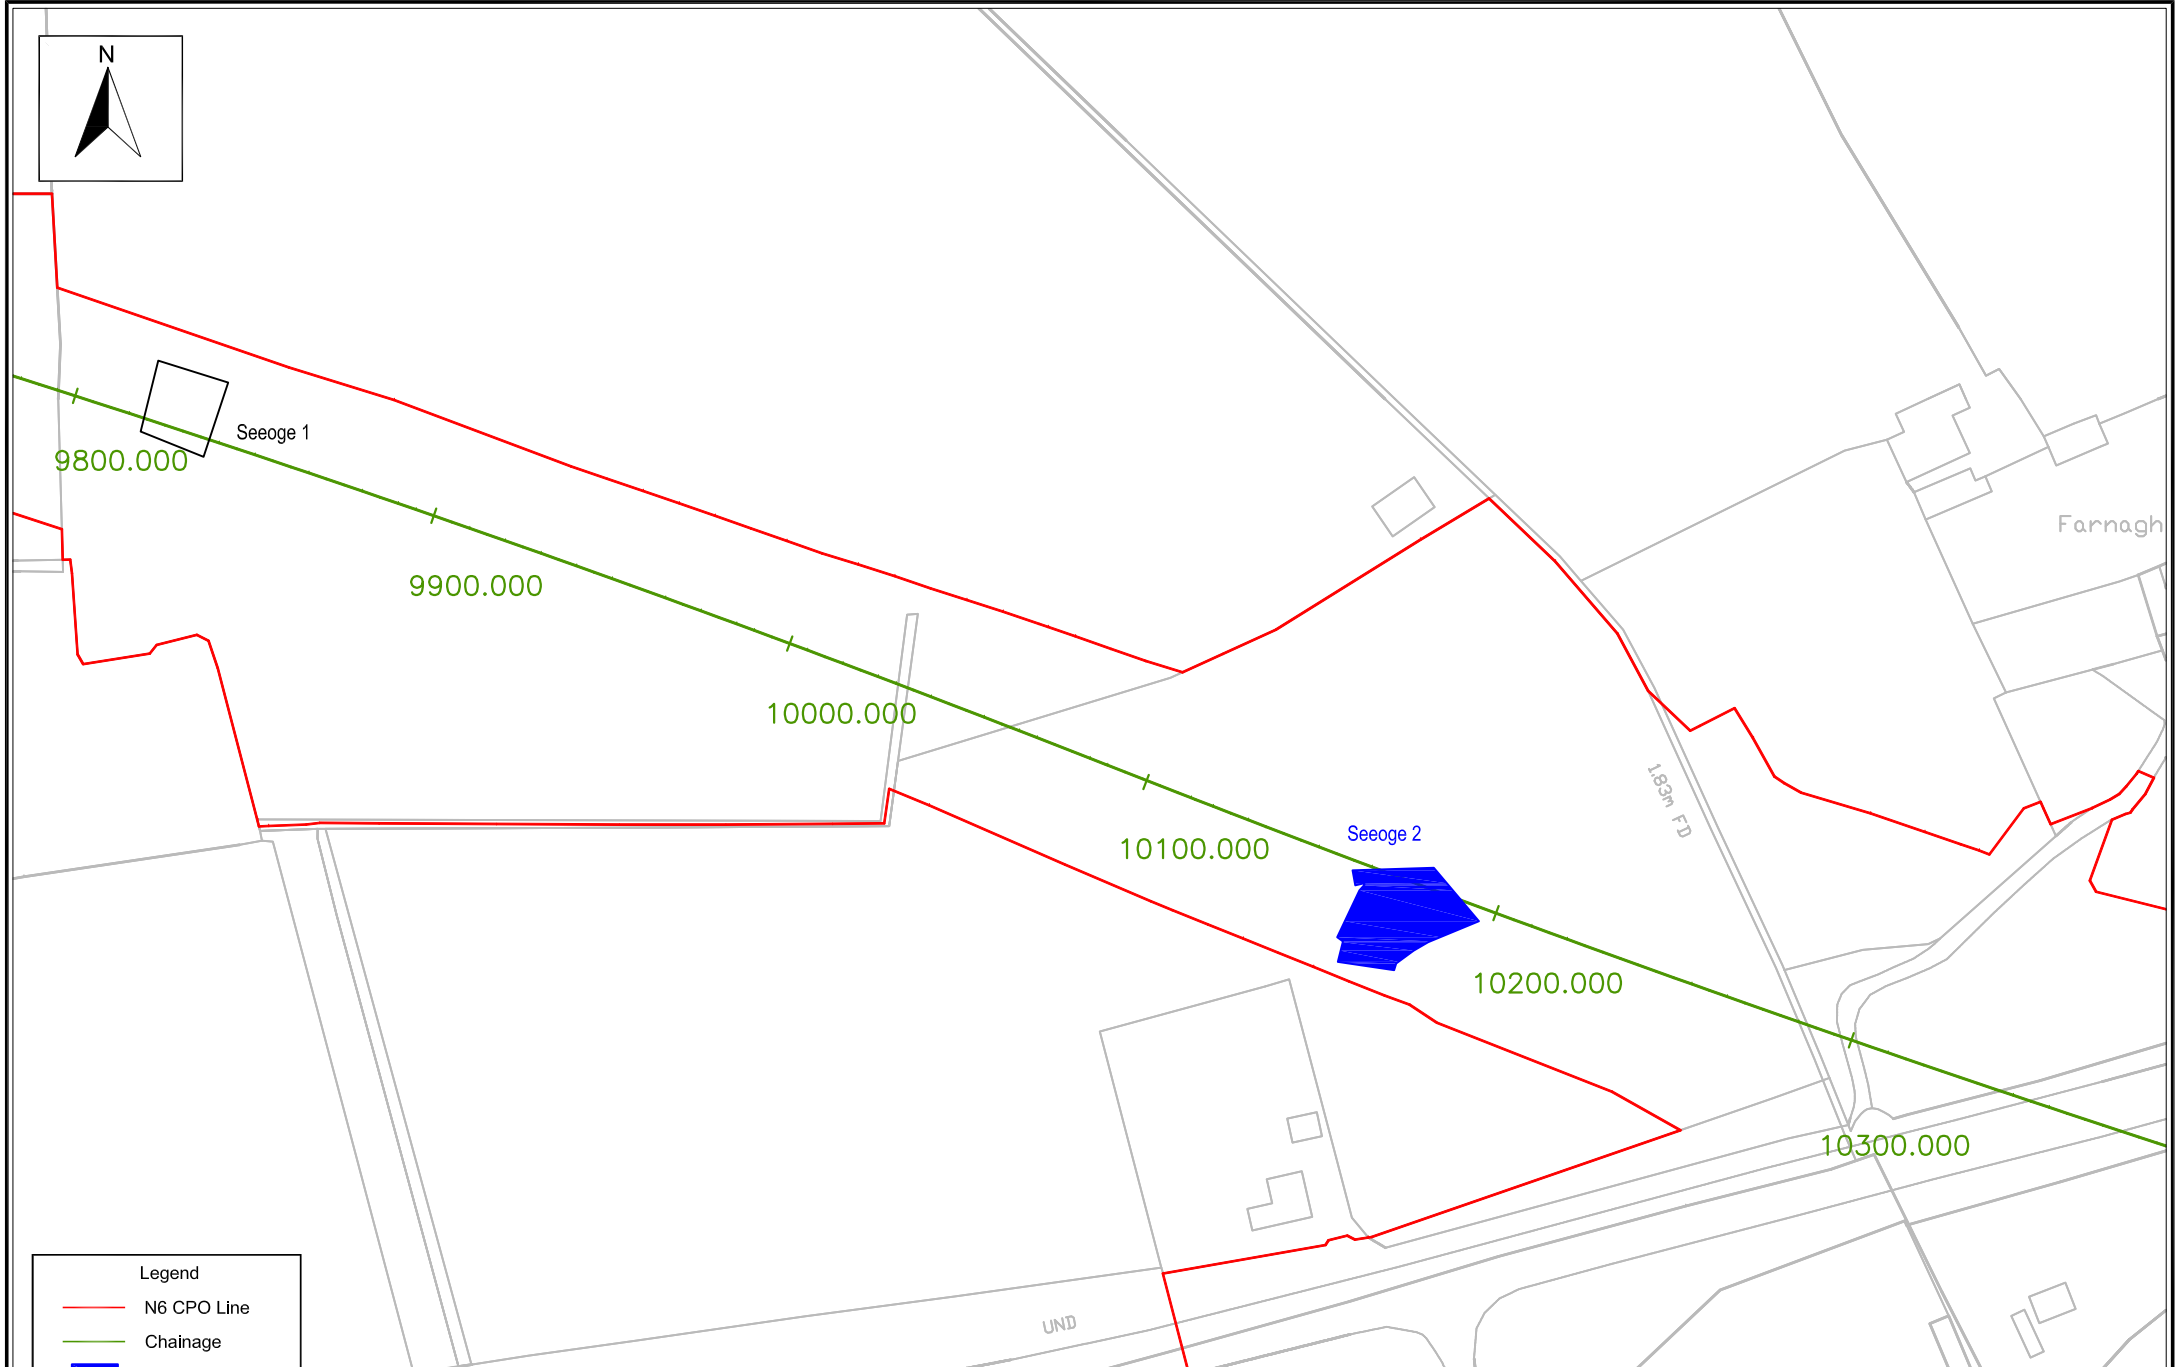 N
Seeoge 1
9800.000
Farnagh
9900.000
10000.000
1.83m FD
Seeoge 2
10100.000
10200.000
10300.000
Legend
N6 CPO Line
UND
Chainage